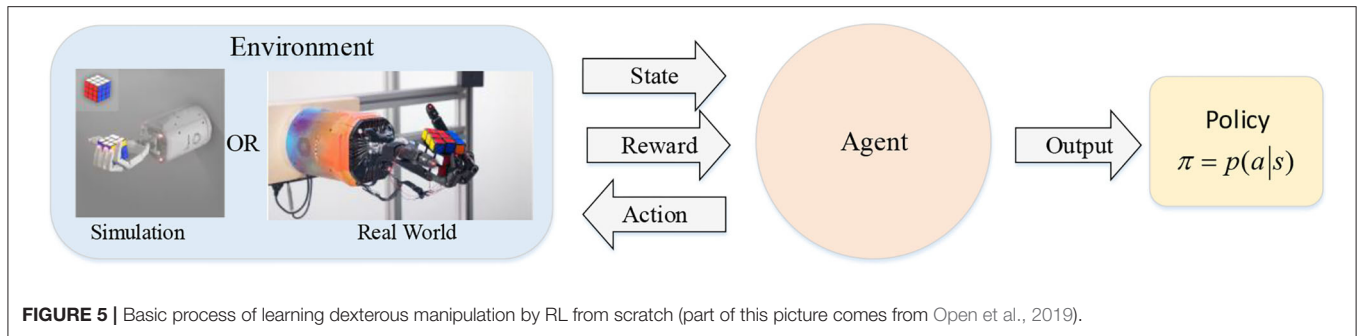 Environment
OR
Simulation
Real World
State
Reward
Action
Agent
Output
Policy
π = p(a|s)
FIGURE 5 | Basic process of learning dexterous manipulation by RL from scratch (part of this picture comes from Open et al., 2019).